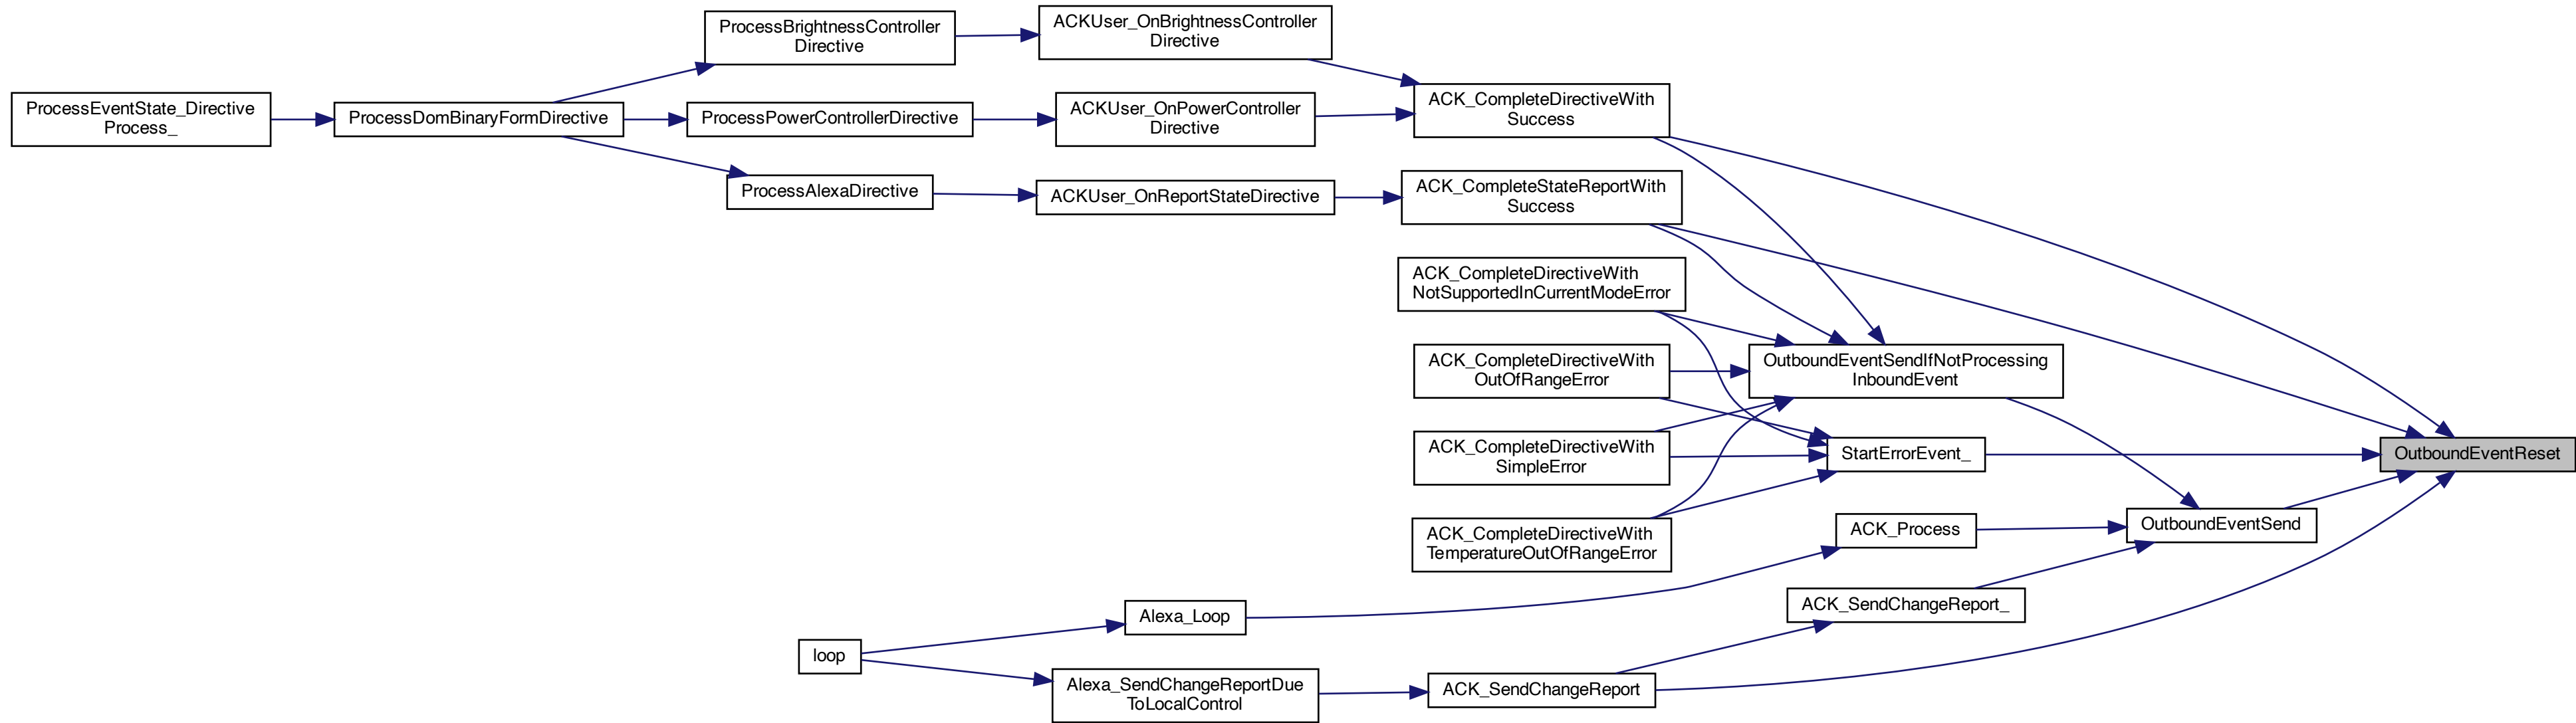 ProcessBrightnessController
Directive
ACKUser_OnBrightnessController
Directive
ProcessEventState_Directive
Process_
ProcessDomBinaryFormDirective
ProcessPowerControllerDirective
ACKUser_OnPowerController
Directive
ACK_CompleteDirectiveWith
Success
ProcessAlexaDirective
ACKUser_OnReportStateDirective
ACK_CompleteStateReportWith
Success
ACK_CompleteDirectiveWith
NotSupportedInCurrentModeError
ACK_CompleteDirectiveWith
OutOfRangeError
OutboundEventSendIfNotProcessing
InboundEvent
ACK_CompleteDirectiveWith
SimpleError
StartErrorEvent_
OutboundEventReset
ACK_CompleteDirectiveWith
TemperatureOutOfRangeError
ACK_Process
OutboundEventSend
Alexa_Loop
ACK_SendChangeReport_
loop
Alexa_SendChangeReportDue
ToLocalControl
ACK_SendChangeReport